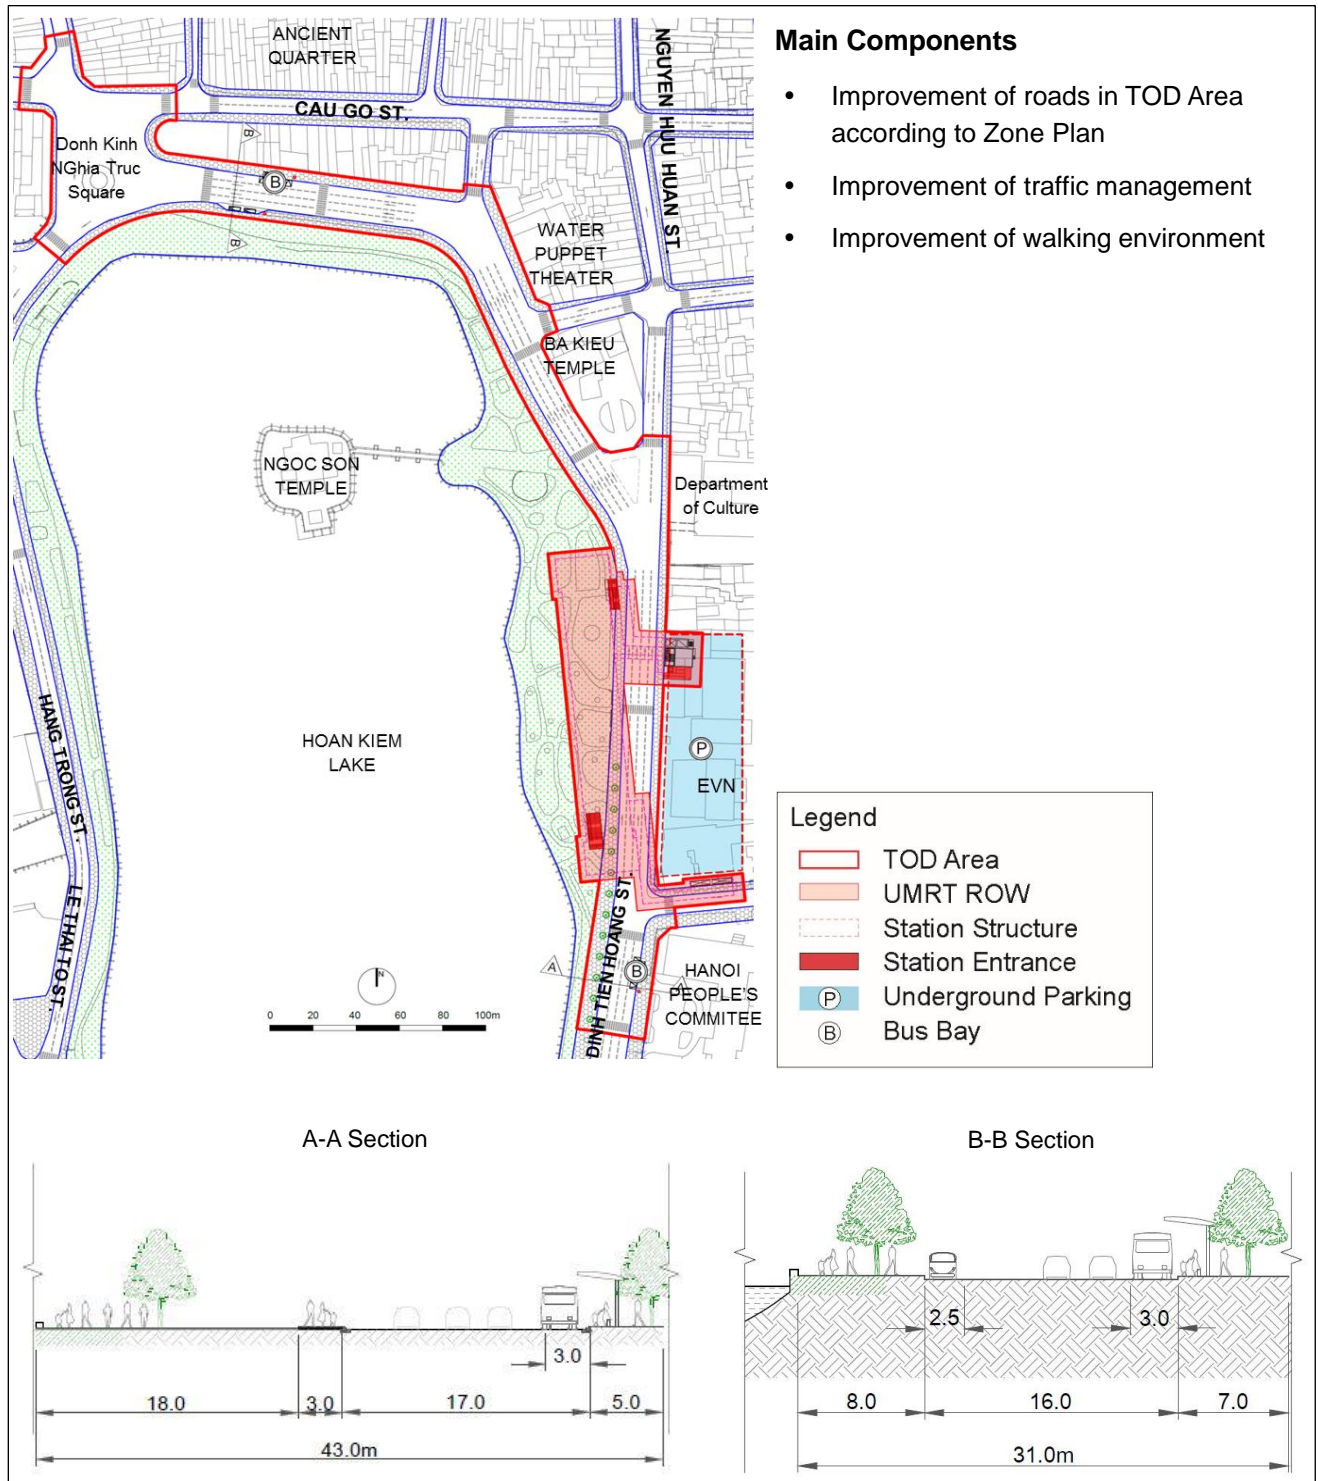 Main Components
• Improvement of roads in TOD Area
according to Zone Plan
• Improvement of traffic management
• Improvement of walking environment
ANCIENT
QUARTER
NGUYEN HUU HUAN ST.
CAU GO ST.
Donh Kinh
NGhia Truc
Square
B
B
B
WATER
PUPPET
THEATER
BA KIEU
TEMPLE
NGOC SON
TEMPLE
Department
of Culture
HANG TRONG ST.
LE THAI TO ST.
HOAN KIEM
LAKE
P
EVN
DINH TIEN HOANG ST.
A
B
A
HANOI
PEOPLE'S
COMMITEE
N
0 20 40 60 80 100m
Legend
TOD Area
UMRT ROW
Station Structure
Station Entrance
P Underground Parking
B Bus Bay
A-A Section
3.0
18.0 3.0 17.0 5.0
43.0m
B-B Section
2.5 3.0
8.0 16.0 7.0
31.0m